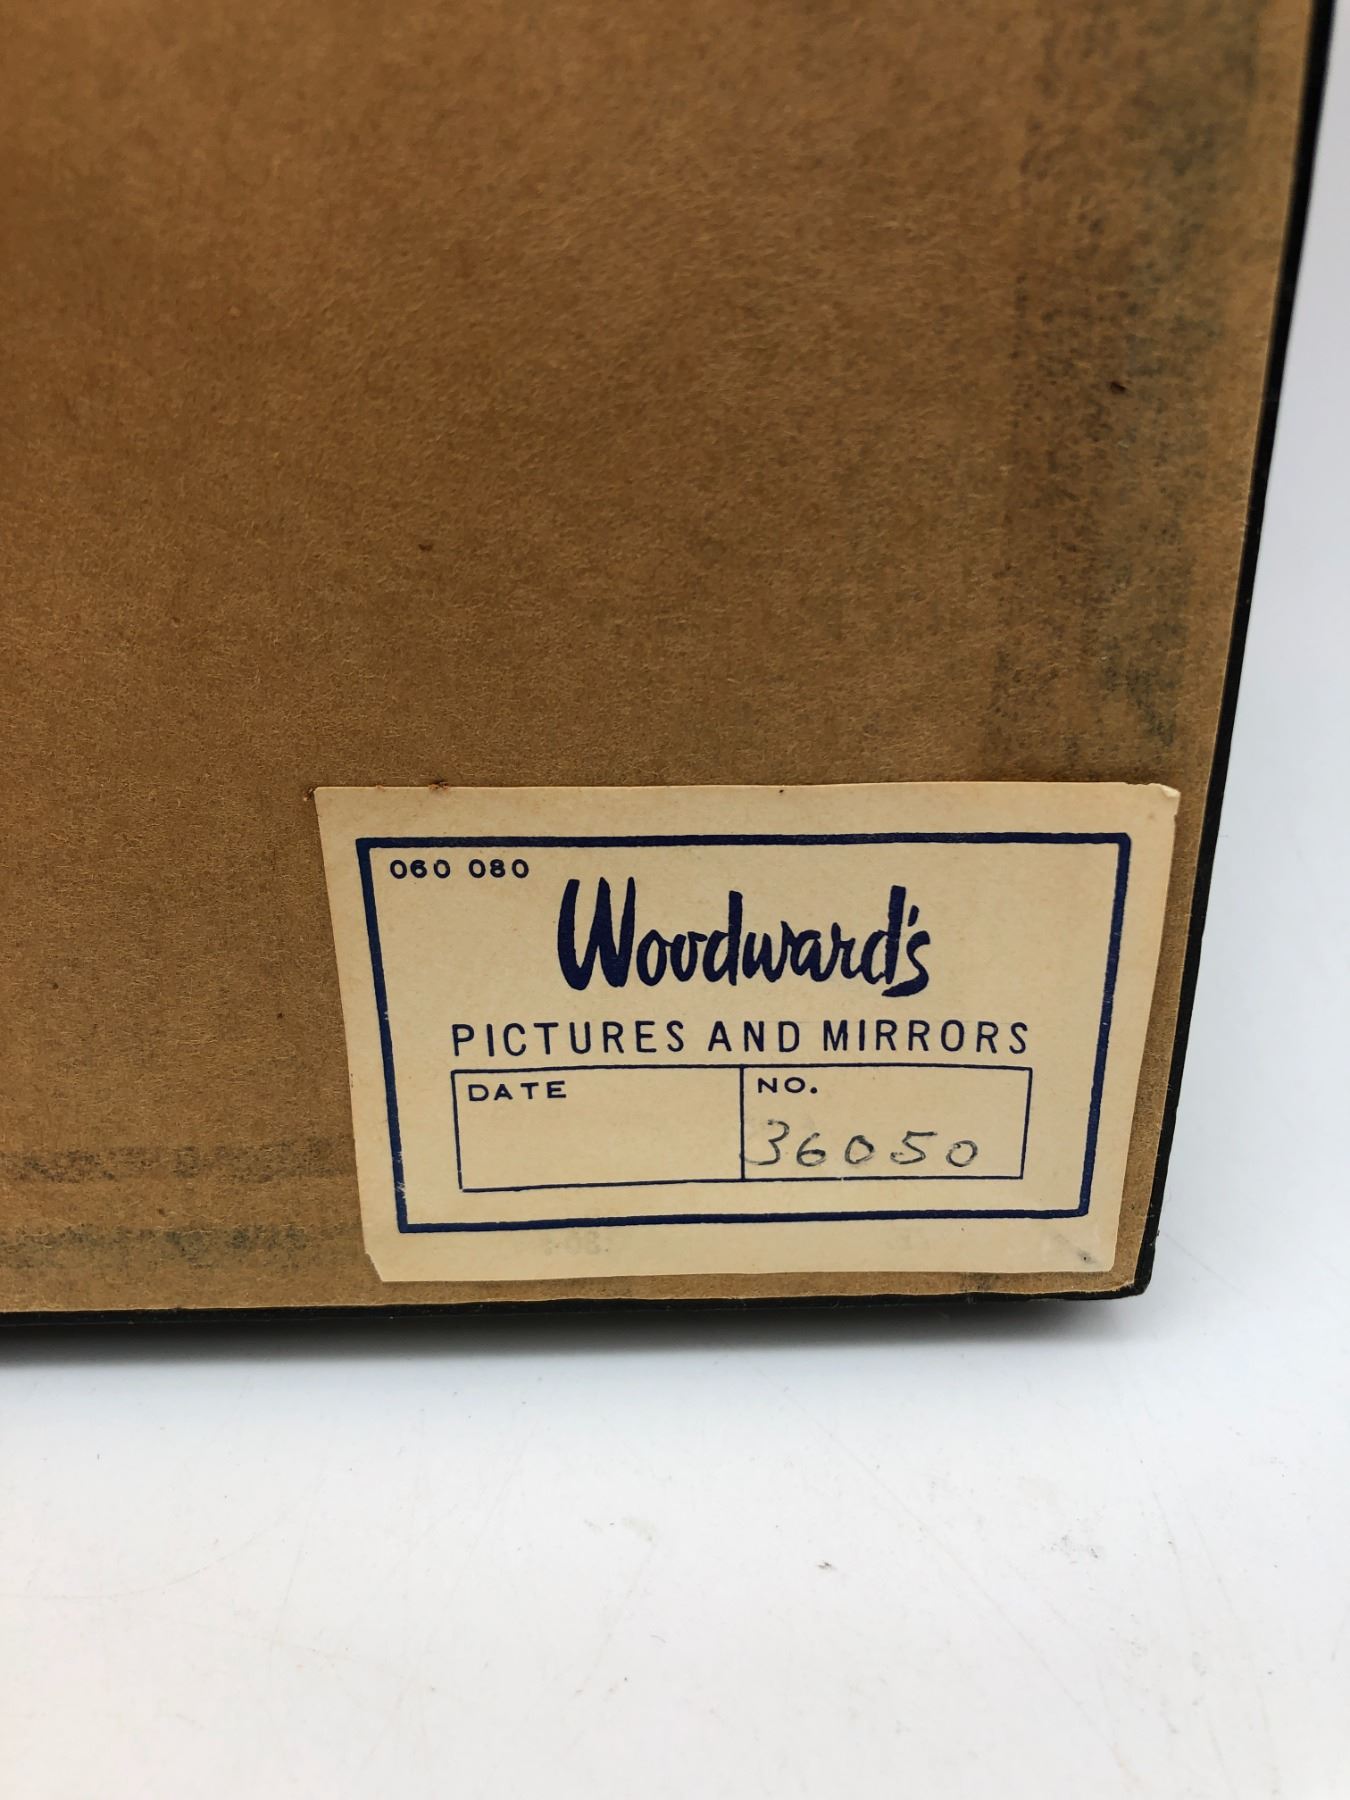 060 080
Woodward's
PICTURES AND MIRRORS
DATE
NO.
36050